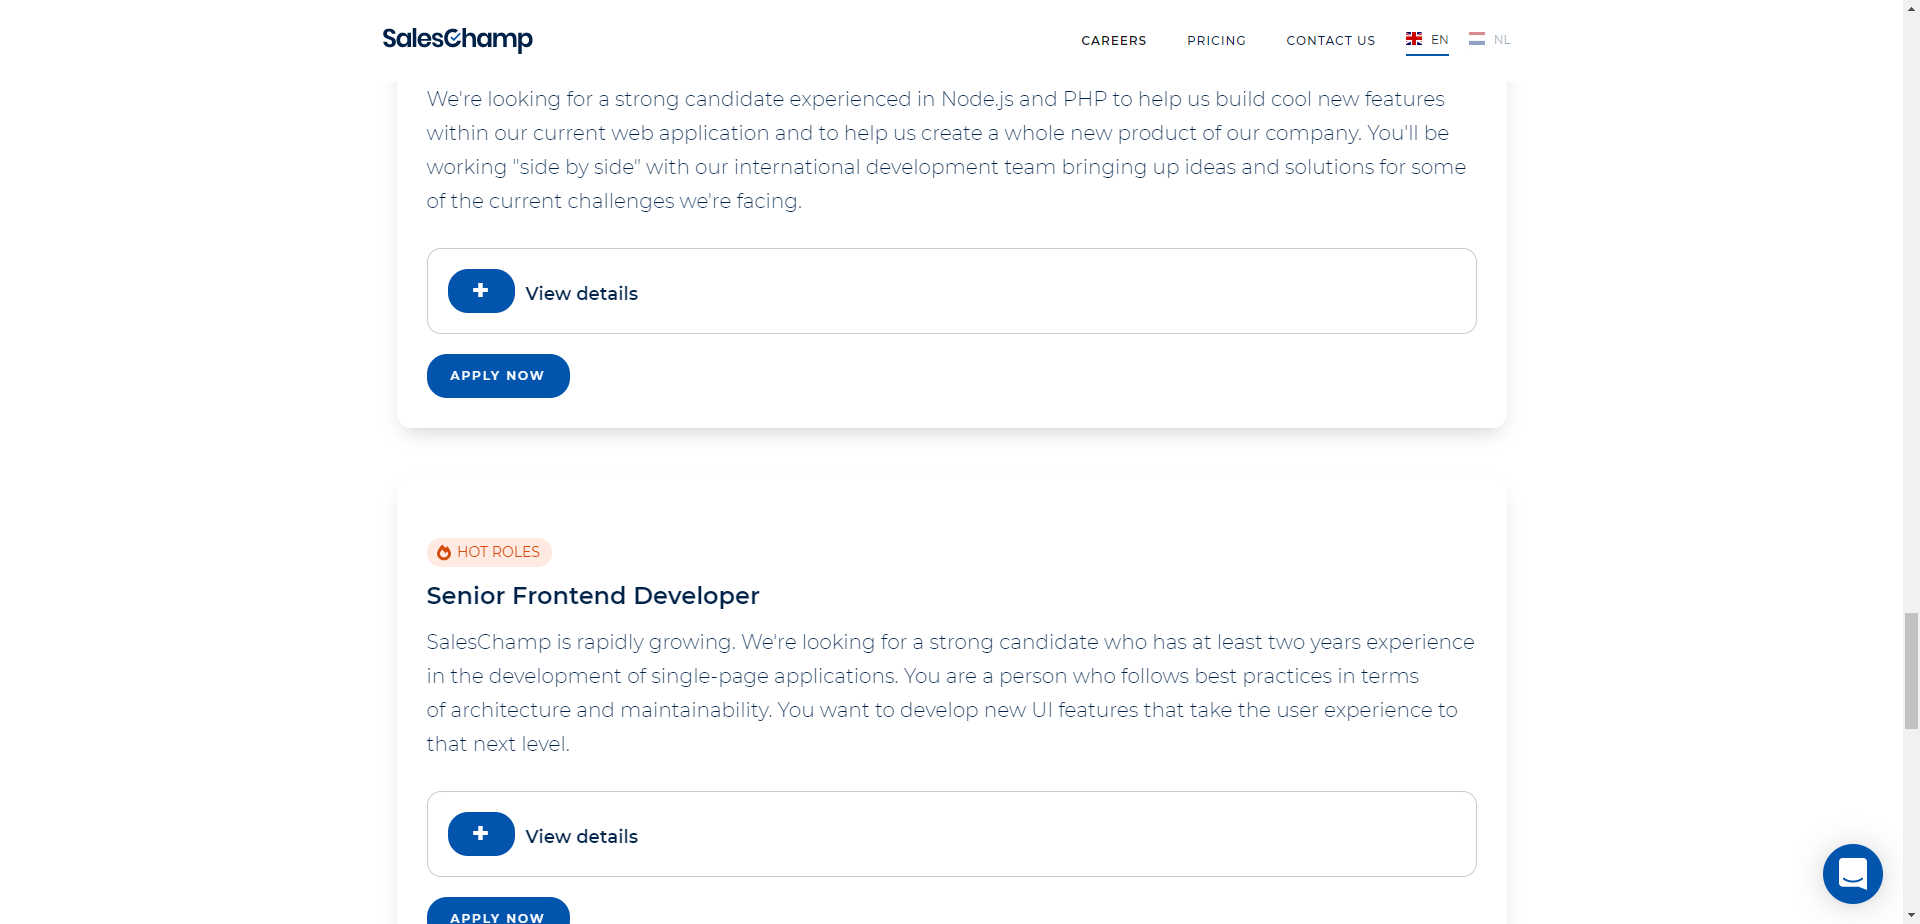 SalesChamp
CAREERS
PRICING
CONTACT US
EN
NL
We're looking for a strong candidate experienced in Node.js and PHP to help us build cool new features
within our current web application and to help us create a whole new product of our company. You'll be
working "side by side" with our international development team bringing up ideas and solutions for some
of the current challenges we're facing.
View details
APPLY NOW
HOT ROLES
Senior Frontend Developer
SalesChamp is rapidly growing. We're looking for a strong candidate who has at least two years experience
in the development of single-page applications. You are a person who follows best practices in terms
of architecture and maintainability. You want to develop new UI features that take the user experience to
that next level.
View details
APPLY NOW